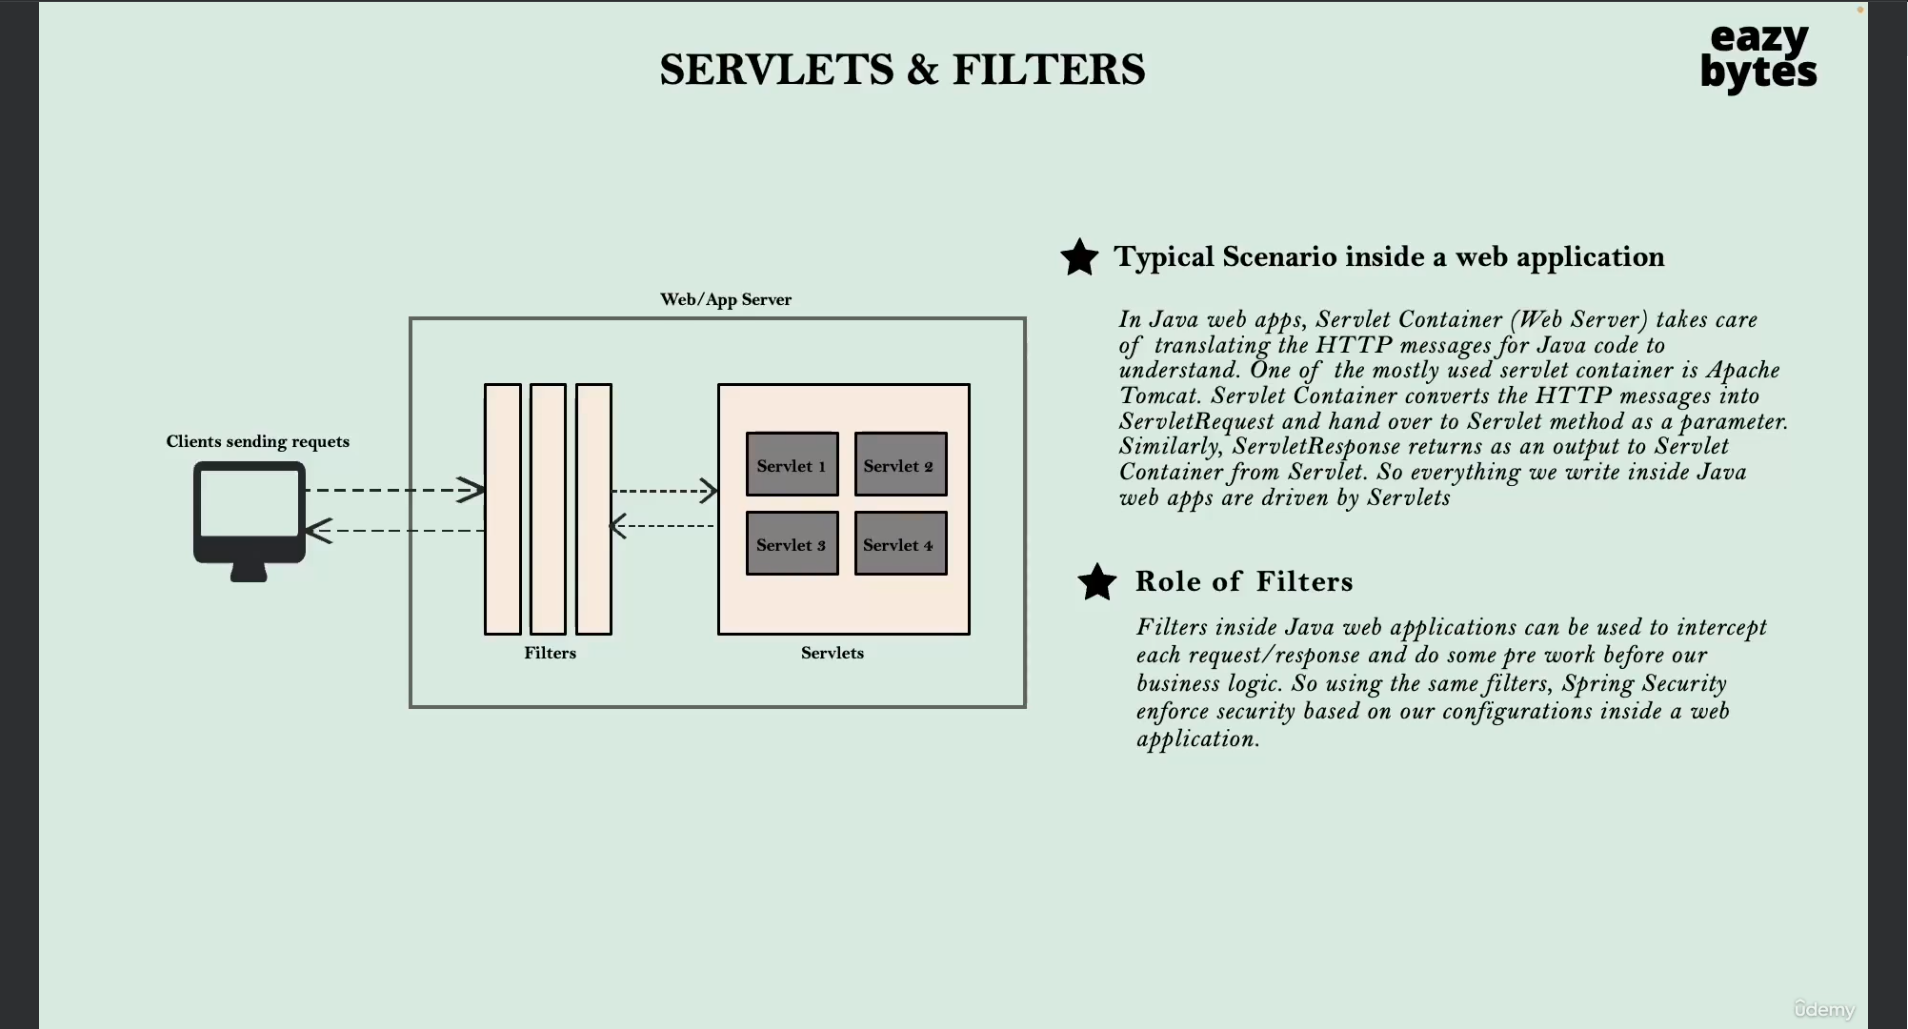 eazy
bytes
SERVLETS & FILTERS
Web/App Server
Clients sending requets
Servlet 1
Servlet 2
Servlet 3
Servlet 4
Filters
Servlets
Typical Scenario inside a web application
In Java web apps, Servlet Container (Web Server) takes care
of translating the HTTP messages for Java code to
understand. One of the mostly used servlet container is Apache
Tomcat. Servlet Container converts the HTTP messages into
ServletRequest and hand over to Servlet method as a parameter.
Similarly, ServletResponse returns as an output to Servlet
Container from Servlet. So everything we write inside Java
web apps are driven by Servlets
Role of Filters
Filters inside Java web applications can be used to intercept
each request/response and do some pre work before our
business logic. So using the same filters, Spring Security
enforce security based on our configurations inside a web
application.
ûdemy